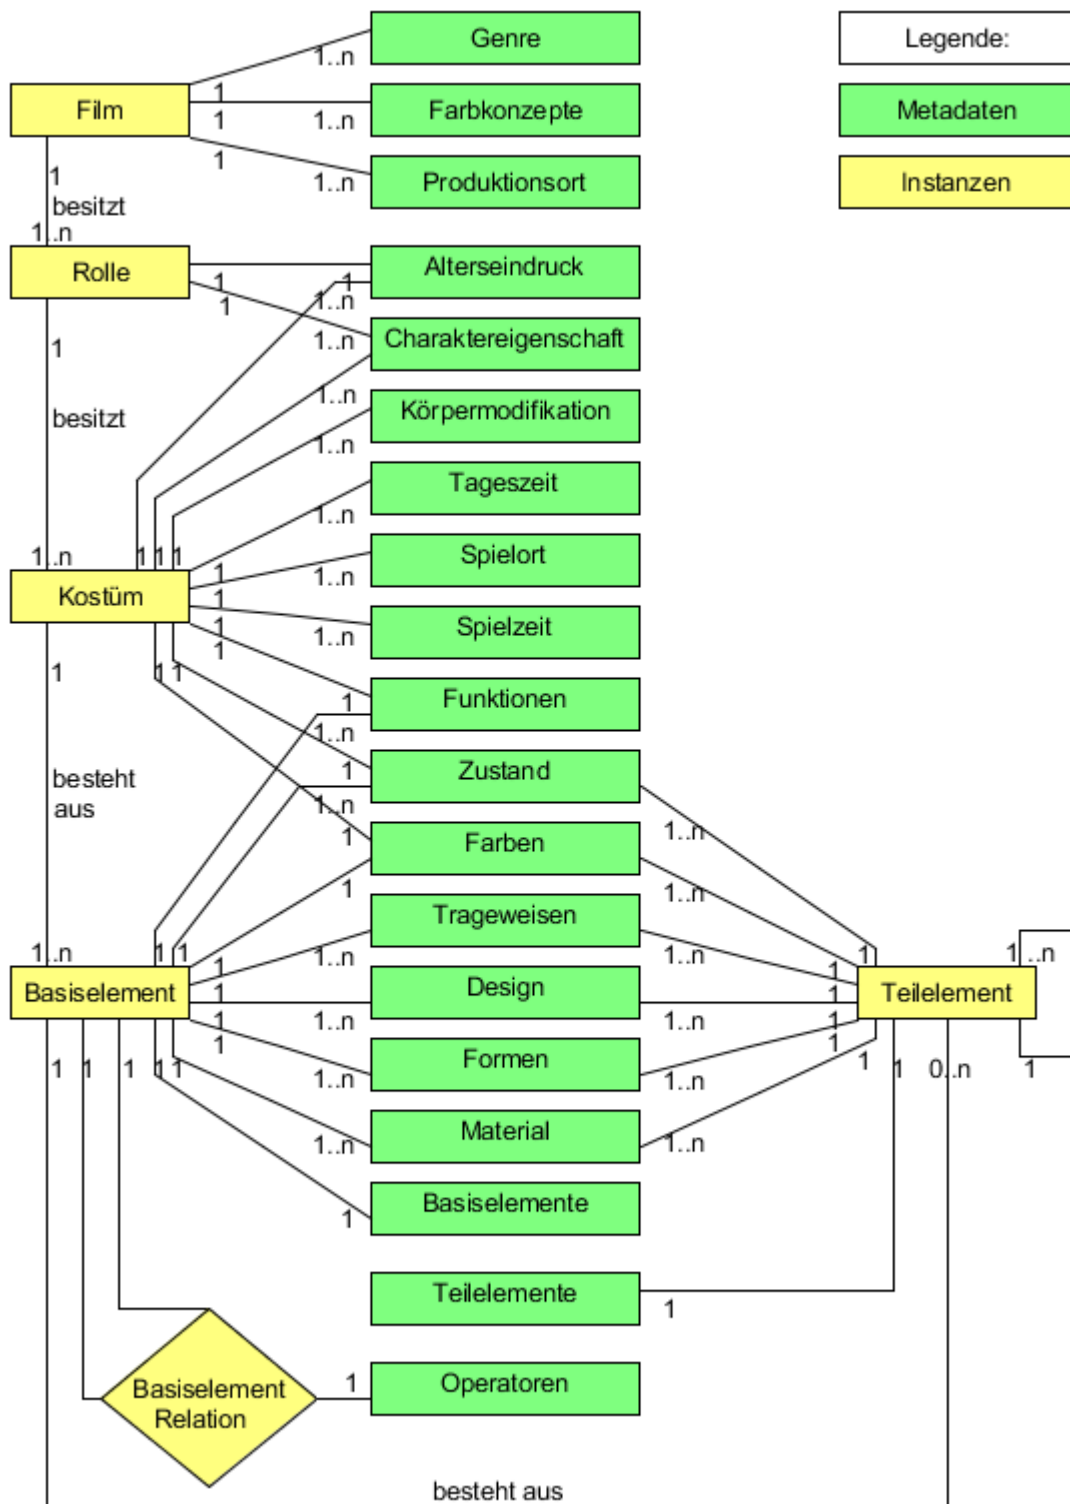 Genre
Legende:
1..n
Film
1
Farbkonzepte
Metadaten
1
1..n
1
Produktionsort
Instanzen
1
1..n
besitzt
1..n
Rolle
Alterseindruck
1
1
1
1..n
Charaktereigenschaft
1
1..n
1..n
Körpermodifikation
besitzt
1..n
Tageszeit
1..n
1..n
1
1
1
Spielort
1
1..n
Kostüm
1
Spielzeit
1
1..n
1
1
1
1
Funktionen
1
1..n
Zustand
1
besteht
aus
1..n
1..n
Farben
1
1
1..n
Trageweisen
1..n
1
1
1..n
1..n
1
1
1..n
Basiselement
1
1
Design
1
Teilelement
1
1..n
1..n
1
1
1
Formen
1
1
1
1
1
1
1..n
1..n
1
0..n
1
Material
1..n
1..n
Basiselemente
1
Teilelemente
1
Basiselement
Relation
1
Operatoren
besteht aus